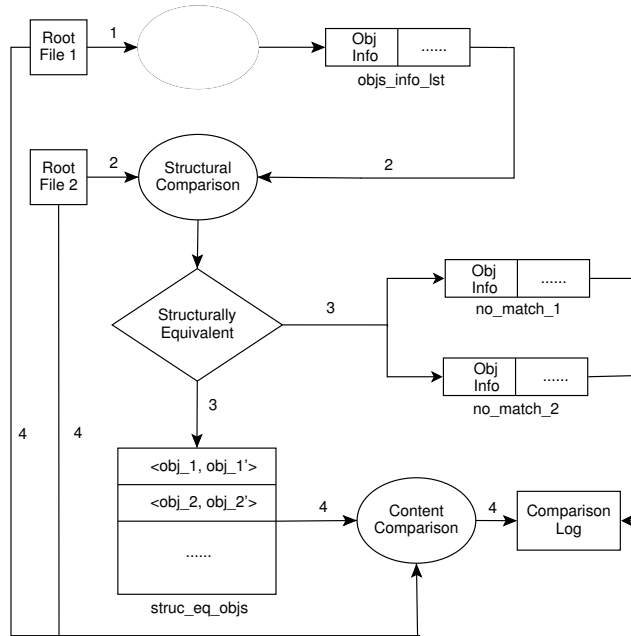 Root
File 1
1
Obj
Info
......
objs_info_lst
Root
File 2
2
Structural
Comparison
2
Structurally
Equivalent
3
Obj
Info
......
no_match_1
Obj
Info
......
no_match_2
3
4
4
<obj_1, obj_1'>
<obj_2, obj_2'>
......
struc_eq_objs
4
Content
Comparison
4
Comparison
Log